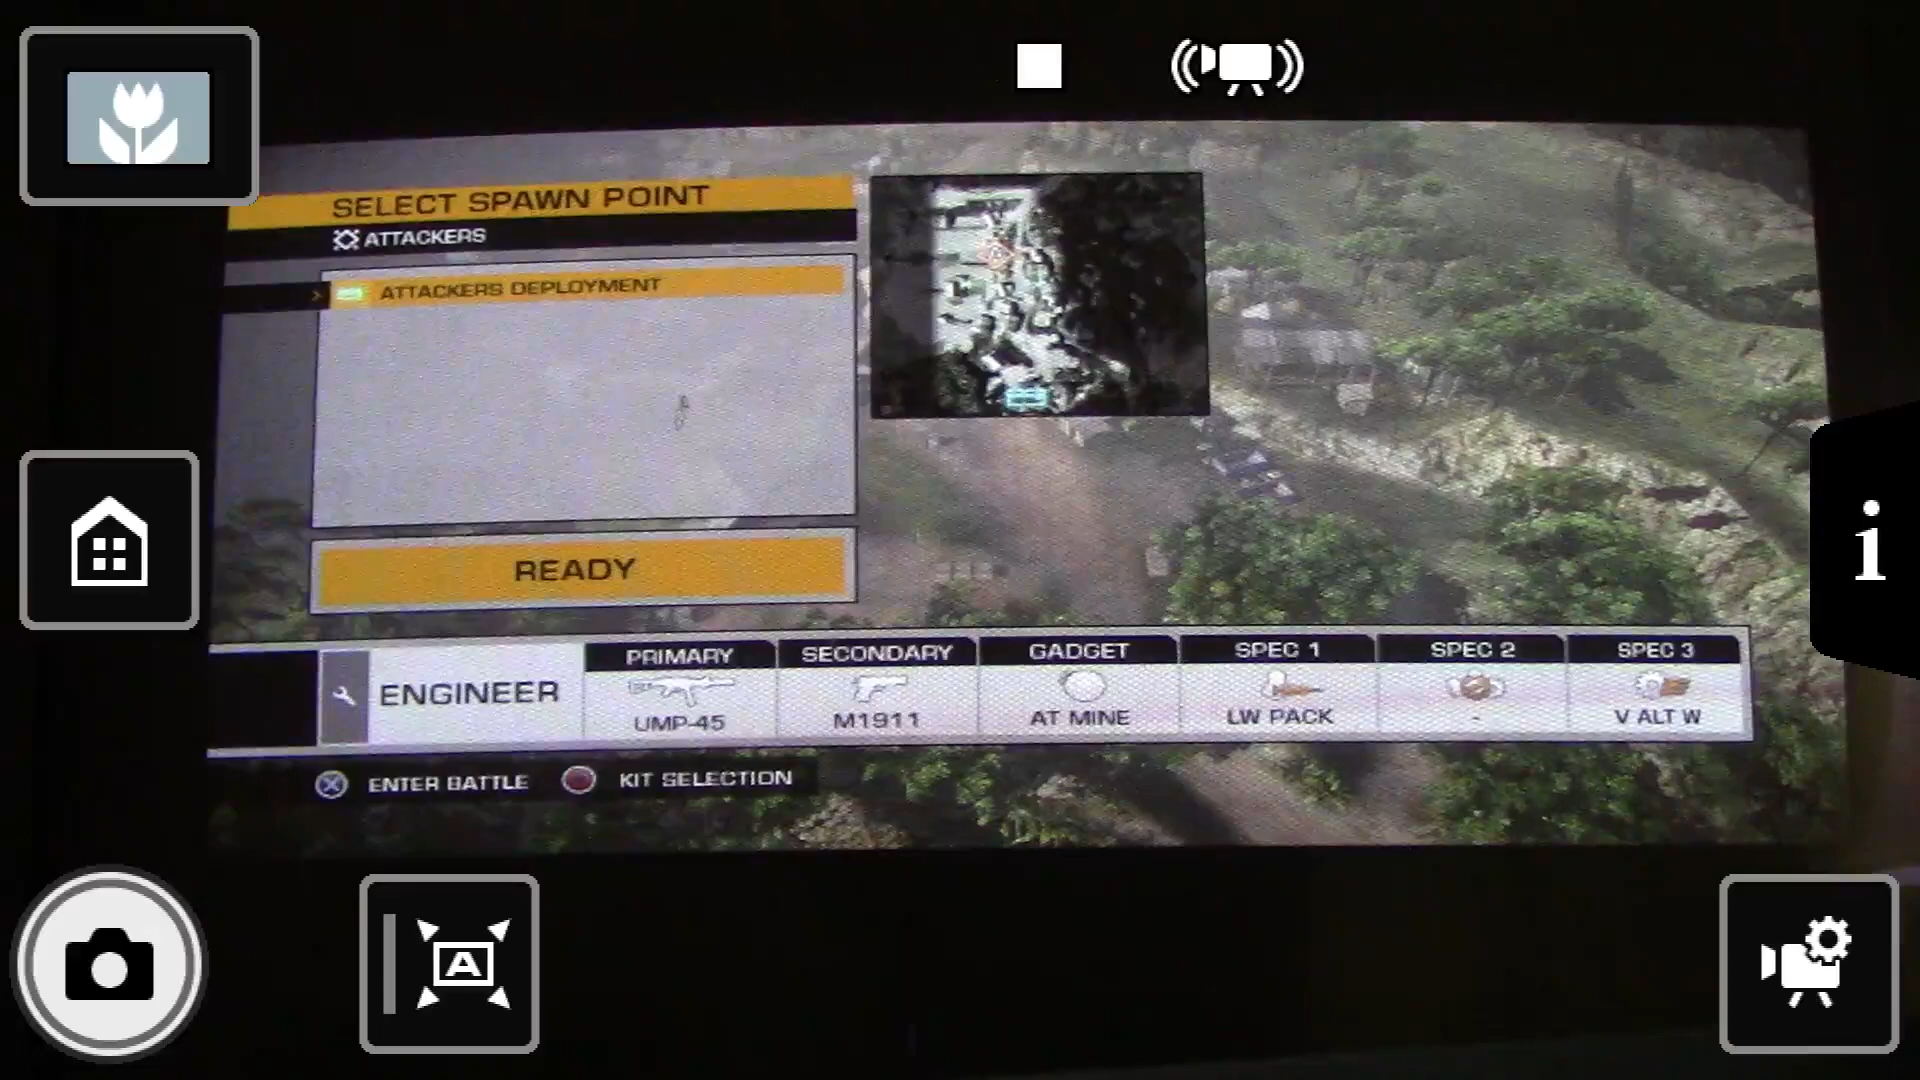 SELECT SPAWN POINT
ATTACKERS
ATTACKERS DEPLOYMENT
READY
ENGINEER
PRIMARY
UMP-45
SECONDARY
M1911
GADGET
AT MINE
SPEC 1
LW PACK
SPEC 2
-
SPEC 3
V ALT W
ENTER BATTLE
KIT SELECTION
i
A